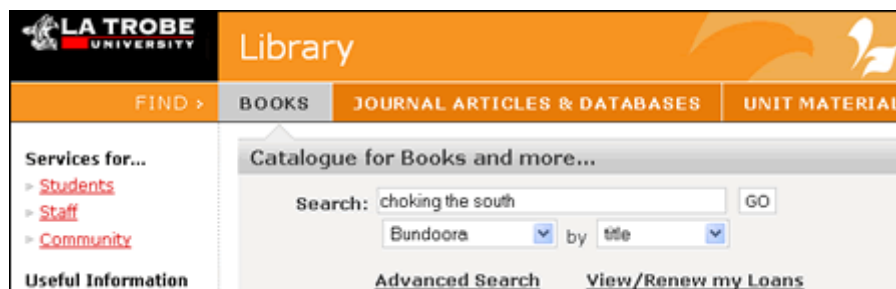 LA TROBE
UNIVERSITY
Library
FIND ›
BOOKS
JOURNAL ARTICLES & DATABASES
UNIT MATERIAL
Services for...
Students
Staff
Community
Useful Information
Catalogue for Books and more...
Search: choking the south GO
Bundoora by title
Advanced Search View/Renew my Loans